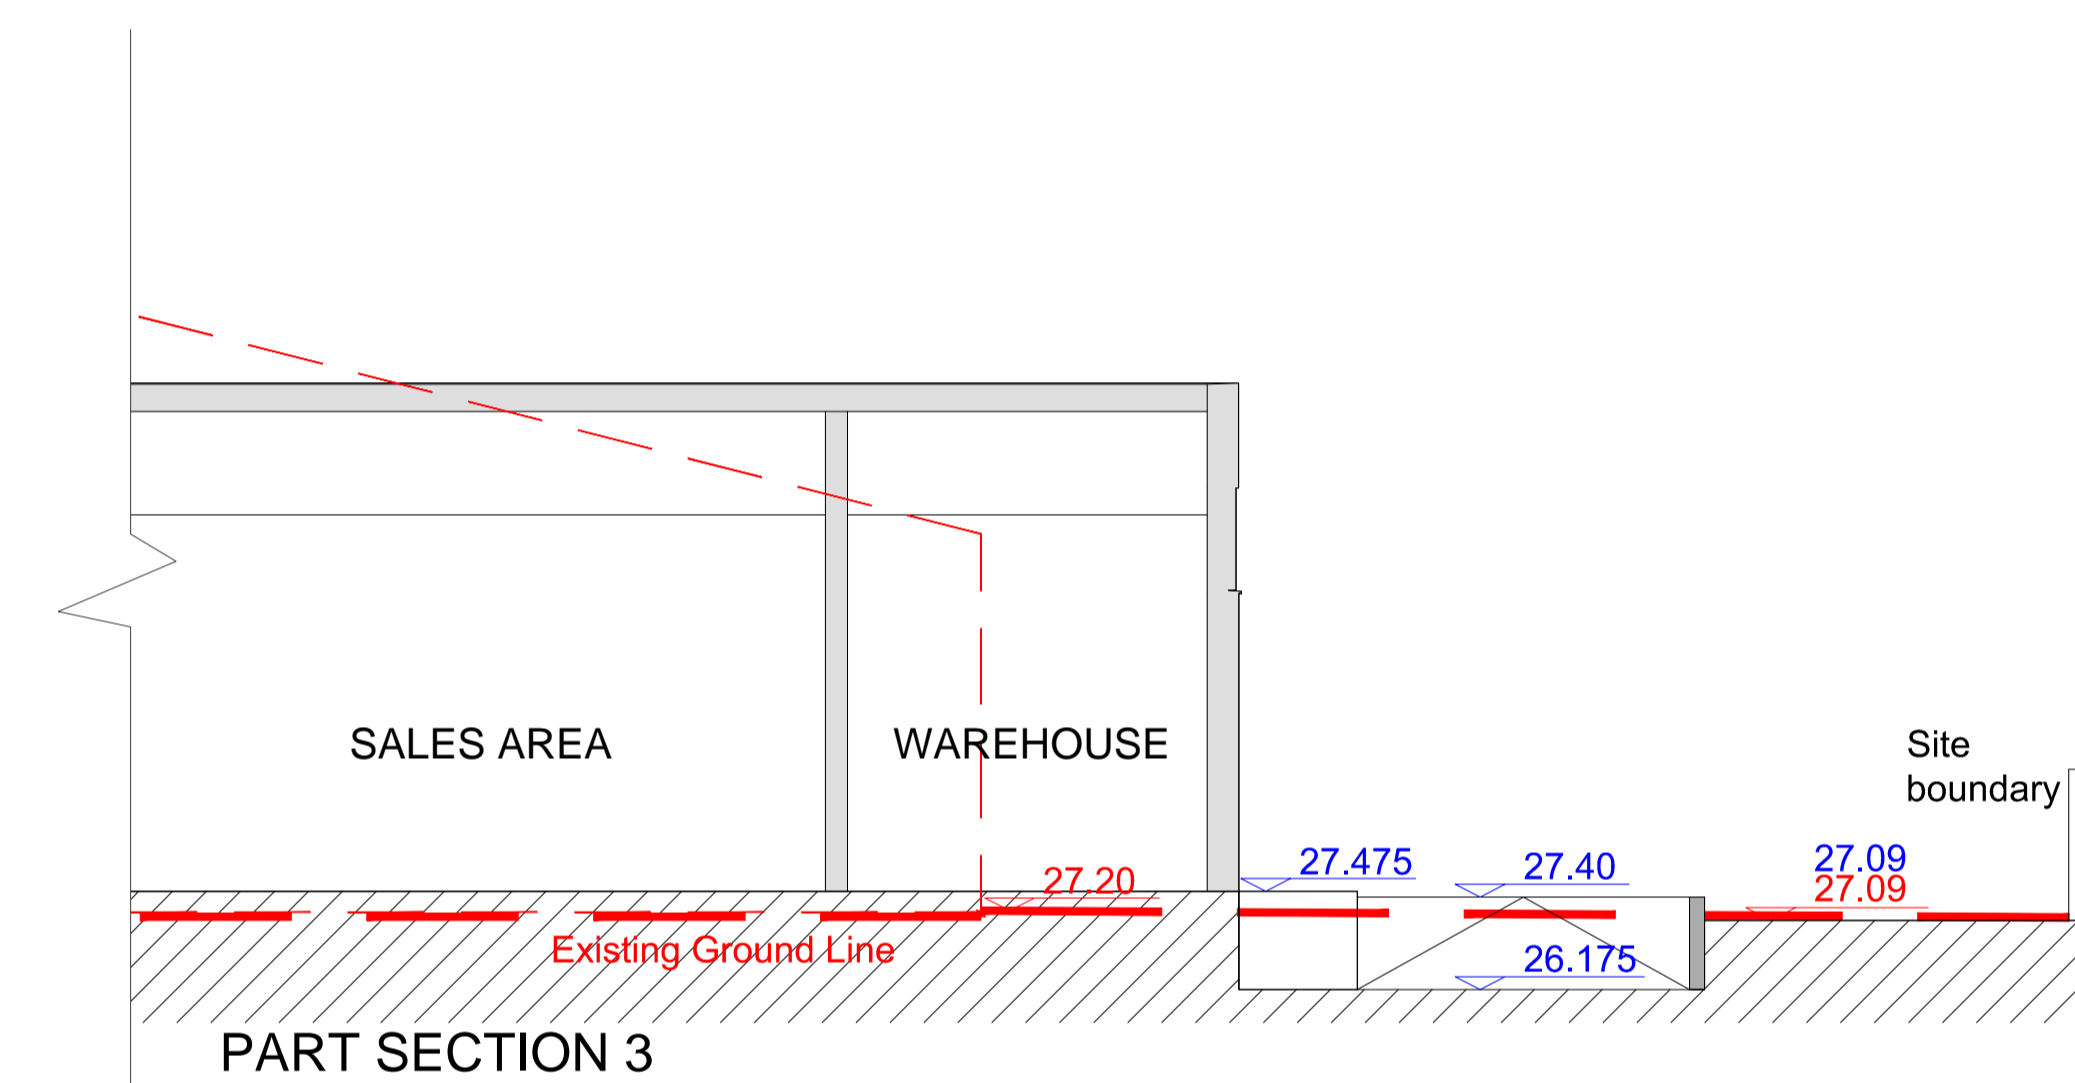 SALES AREA
WAREHOUSE
Site
boundary
27.20
27.475
27.40
27.09
27.09
Existing Ground Line
26.175
PART SECTION 3